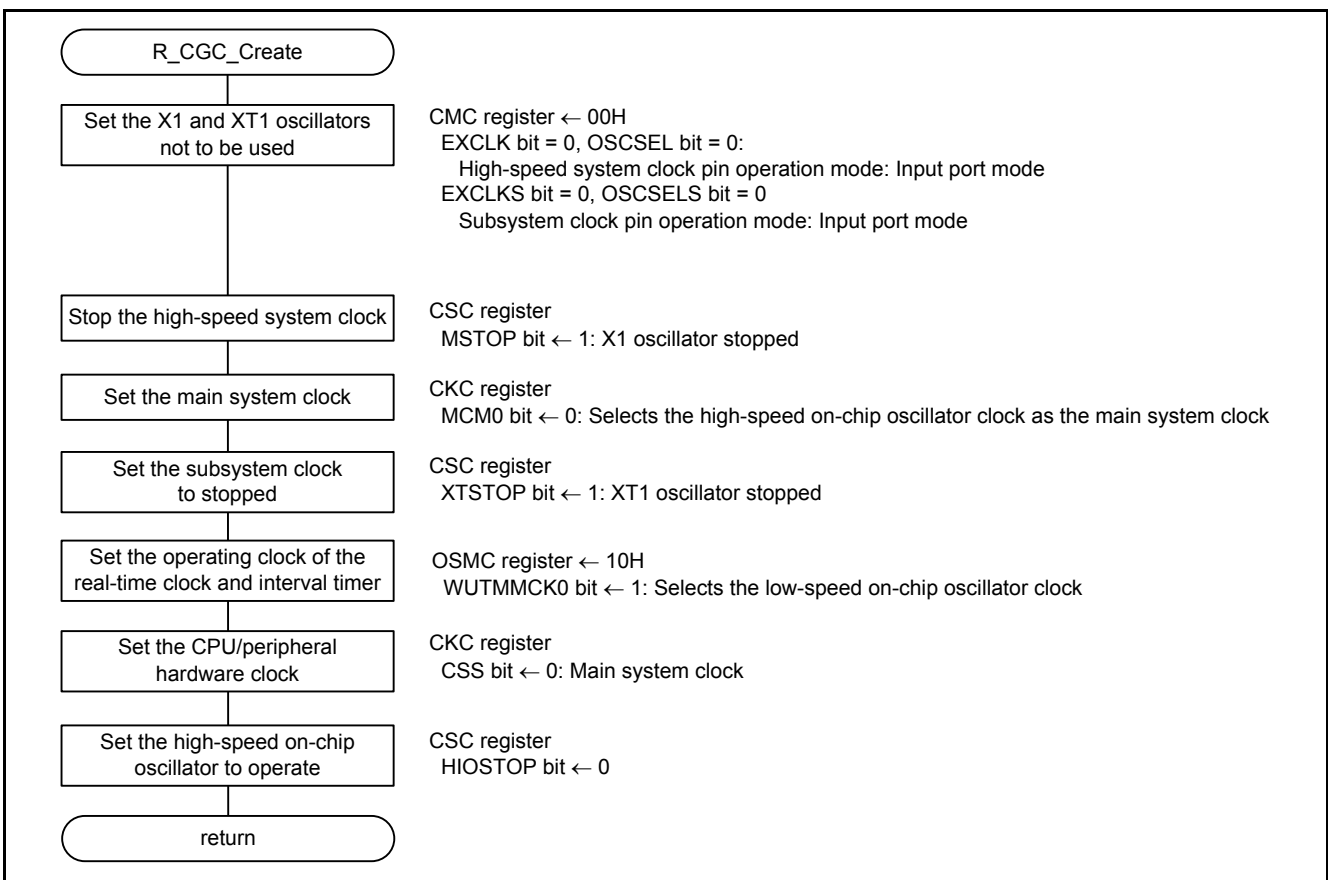 R_CGC_Create
Set the X1 and XT1 oscillators
not to be used
CMC register ← 00H
EXCLK bit = 0, OSCSEL bit = 0:
High-speed system clock pin operation mode: Input port mode
EXCLKS bit = 0, OSCSELS bit = 0
Subsystem clock pin operation mode: Input port mode
Stop the high-speed system clock
CSC register
MSTOP bit ← 1: X1 oscillator stopped
Set the main system clock
CKC register
MCM0 bit ← 0: Selects the high-speed on-chip oscillator clock as the main system clock
Set the subsystem clock
to stopped
CSC register
XTSTOP bit ← 1: XT1 oscillator stopped
Set the operating clock of the
real-time clock and interval timer
OSMC register ← 10H
WUTMMCK0 bit ← 1: Selects the low-speed on-chip oscillator clock
Set the CPU/peripheral
hardware clock
CKC register
CSS bit ← 0: Main system clock
Set the high-speed on-chip
oscillator to operate
CSC register
HIOSTOP bit ← 0
return